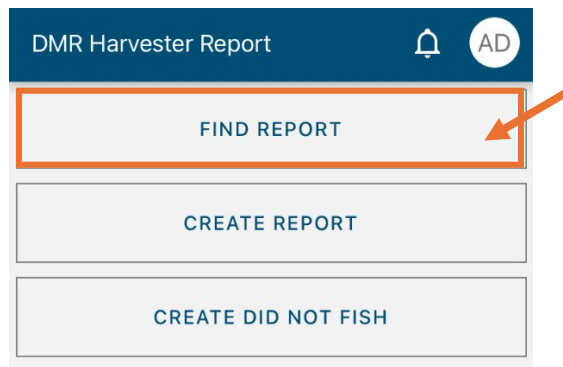 DMR Harvester Report AD
FIND REPORT
CREATE REPORT
CREATE DID NOT FISH